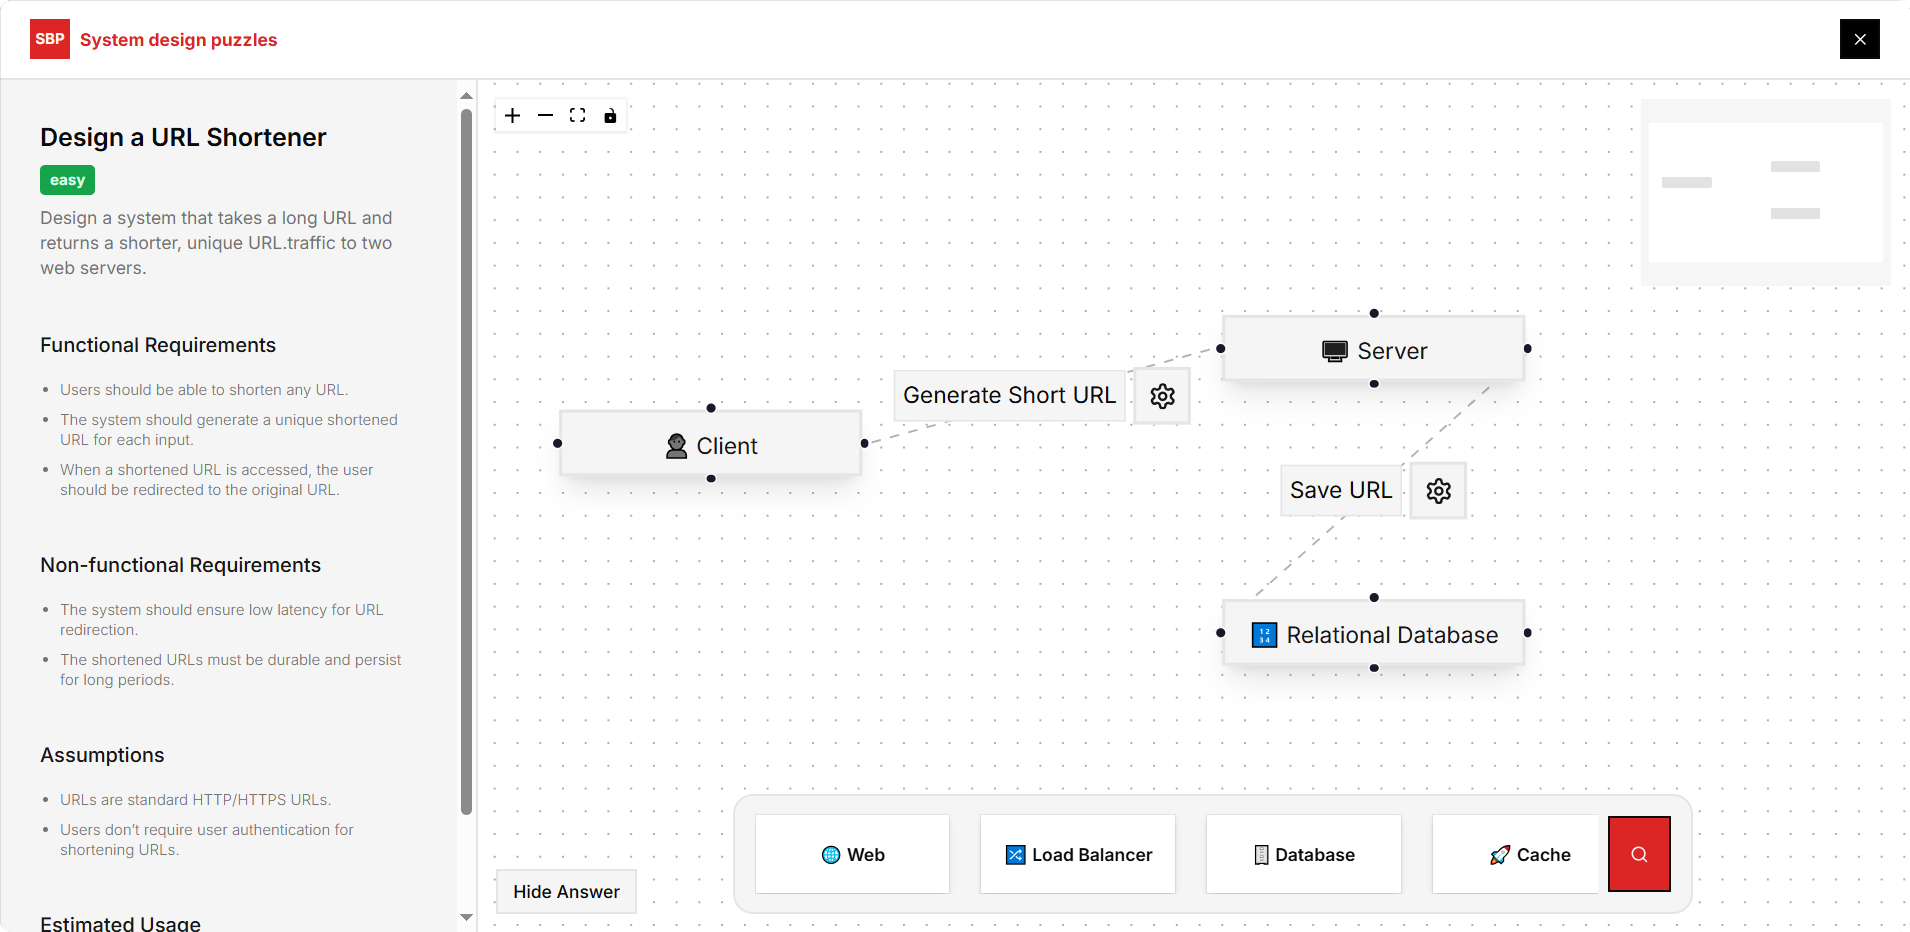 SBP
System design puzzles
Design a URL Shortener
easy
Design a system that takes a long URL and
returns a shorter, unique URL.traffic to two
web servers.
Functional Requirements
Users should be able to shorten any URL.
The system should generate a unique shortened
URL for each input.
When a shortened URL is accessed, the user
should be redirected to the original URL.
Non-functional Requirements
The system should ensure low latency for URL
redirection.
The shortened URLs must be durable and persist
for long periods.
Assumptions
URLs are standard HTTP/HTTPS URLs.
Users don't require user authentication for
shortening URLs.
Estimated Usage
Client
Generate Short URL
Server
Save URL
1 2
3 4
Relational Database
Hide Answer
Web
Load Balancer
Database
Cache